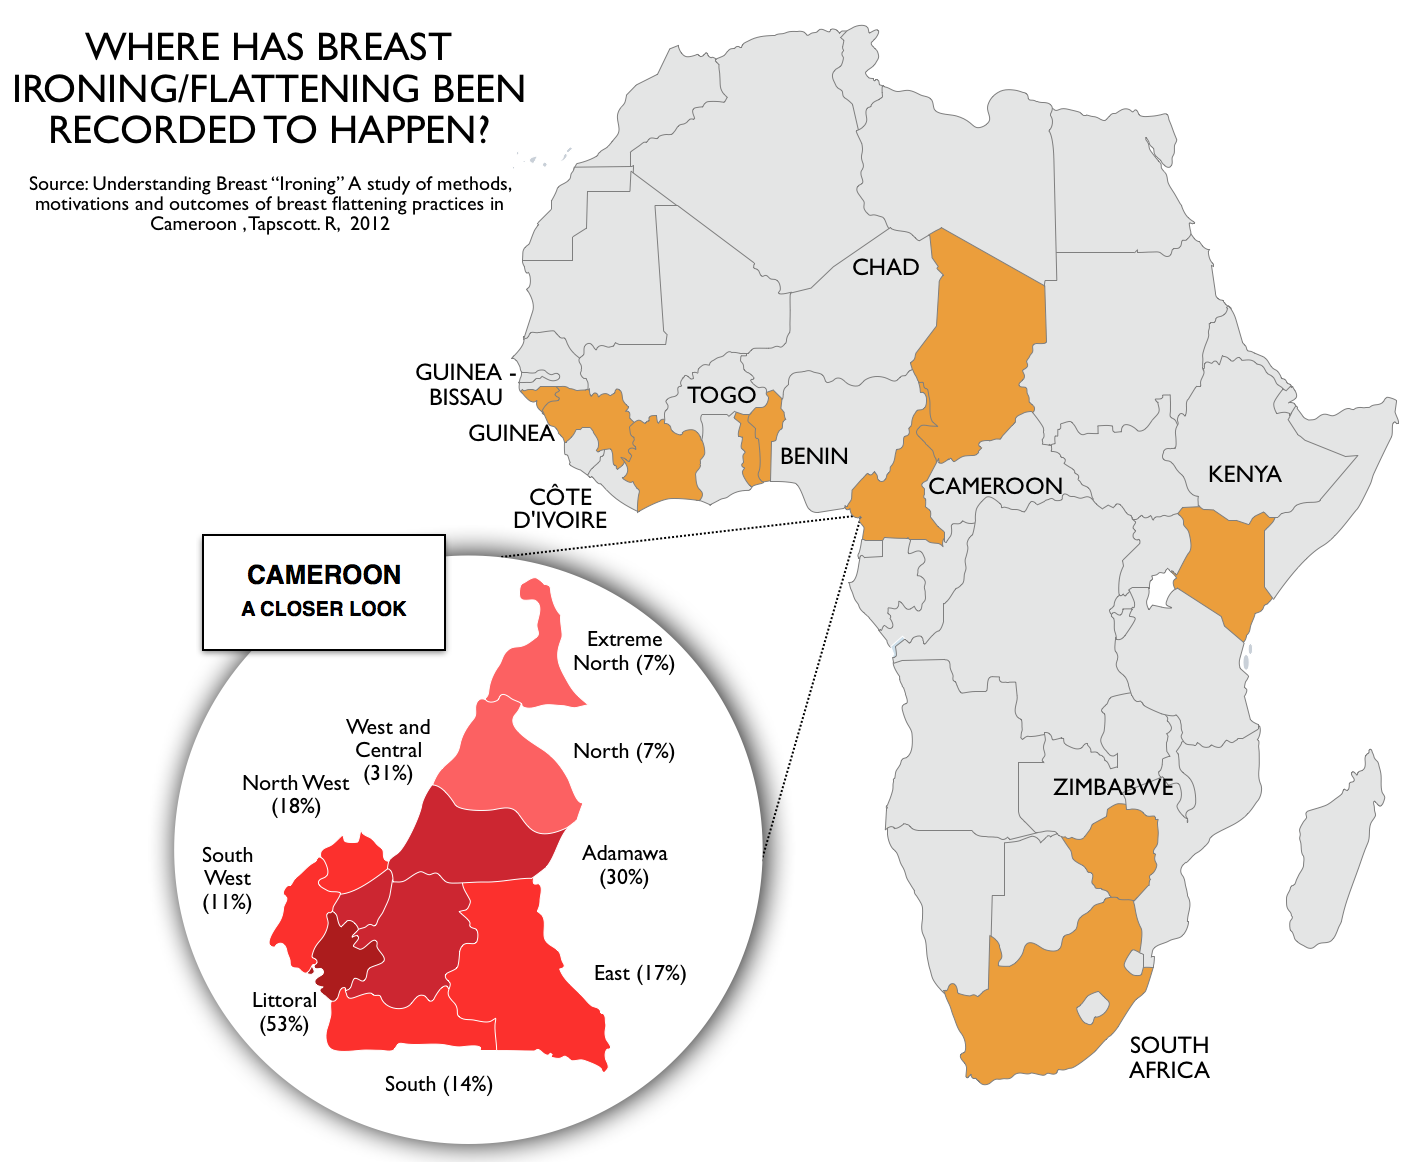 WHERE HAS BREAST
IRONING/FLATTENING BEEN
RECORDED TO HAPPEN?
Source: Understanding Breast “Ironing” A study of methods,
motivations and outcomes of breast flattening practices in
Cameroon , Tapscott. R, 2012
CHAD
GUINEA -
BISSAU
TOGO
GUINEA
BENIN
KENYA
CAMEROON
CÔTE
D'IVOIRE
ZIMBABWE
SOUTH
AFRICA
CAMEROON
A CLOSER LOOK
Extreme
North (7%)
West and
Central
(31%)
North (7%)
North West
(18%)
South
West
(11%)
Adamawa
(30%)
East (17%)
Littoral
(53%)
South (14%)